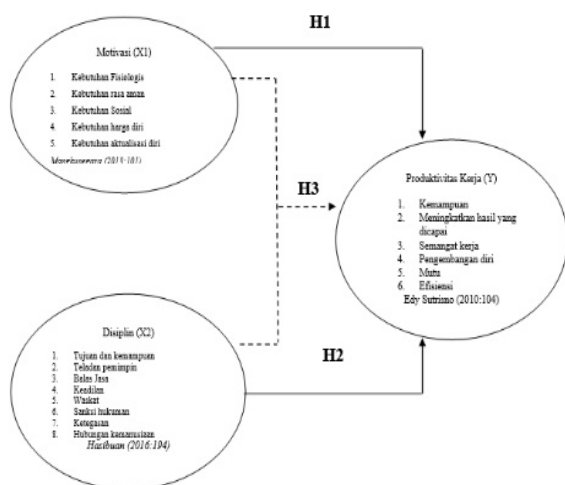 H1
Motivasi (X1)
1. Kebutuhan Fisiologis
2. Kebutuhan rasa aman
3. Kebutuhan Sosial
4. Kebutuhan harga diri
5. Kebutuhan aktualisasi diri
H3
Produktivitas Kerja (Y)
1. Kemampuan
2. Meningkatkan hasil yang
dicapai
3. Semangat kerja
4. Pengembangan diri
5. Mutu
6. Efisiensi
Edy Sutrisno (2010:104)
Disiplin (X2)
1. Tujuan dan kemampuan
2. Teladan pemimpin
3. Balas Jasa
4. Keadilan
5. Waskat
6. Sanksi hukuman
7. Ketegasan
8. Hubungan kemanusiaan
Hasibuan (2016:194)
H2